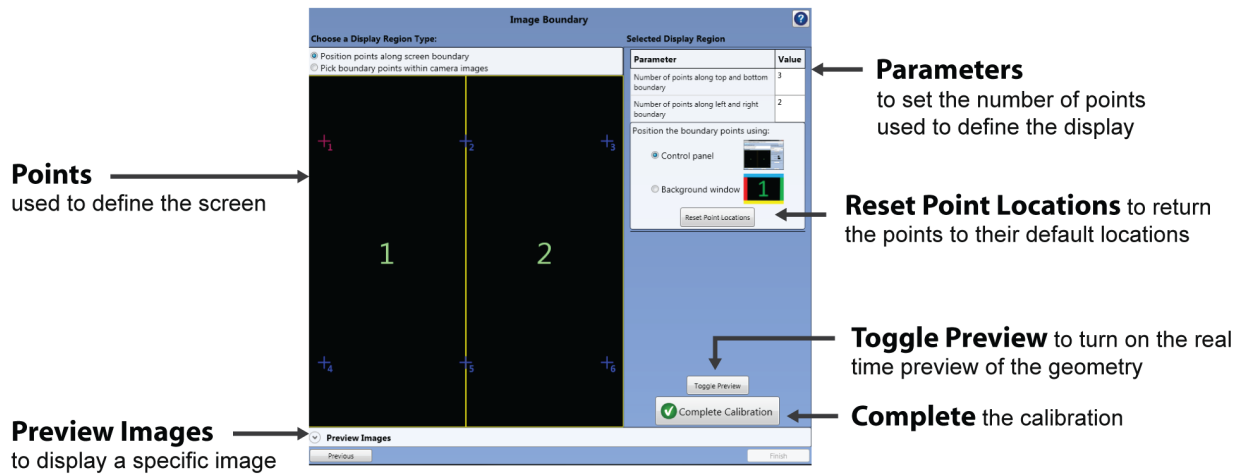 Image Boundary
?
Choose a Display Region Type:
Selected Display Region
Position points along screen boundary
Pick boundary points within camera images
Parameter Value
Number of points along top and bottom boundary 3
Number of points along left and right boundary 2
Position the boundary points using:
Control panel
Background window
1
Reset Point Locations
1
2
3
1
2
4
5
6
Toggle Preview
Complete Calibration
Preview Images
Previous
Finish
Points
used to define the screen
Preview Images
to display a specific image
Parameters
to set the number of points
used to define the display
Reset Point Locations to return
the points to their default locations
Toggle Preview to turn on the real
time preview of the geometry
Complete the calibration